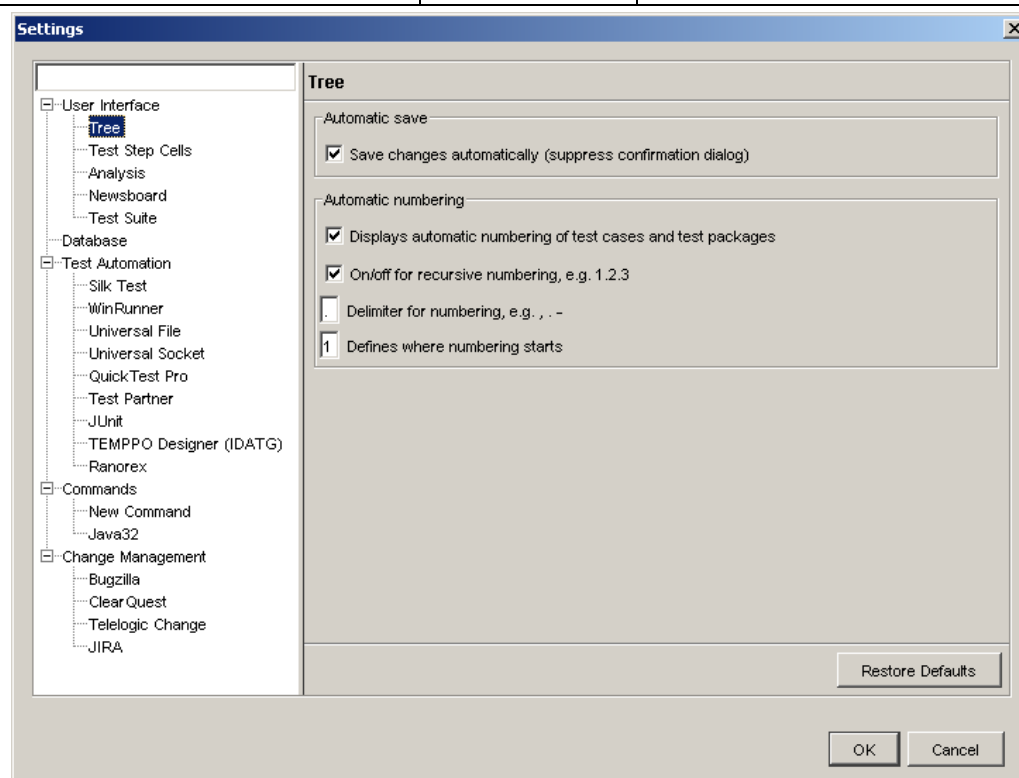 Settings
User Interface
Tree
Test Step Cells
Analysis
Newsboard
Test Suite
Database
Test Automation
Silk Test
WinRunner
Universal File
Universal Socket
QuickTest Pro
Test Partner
JUnit
TEMPPO Designer (IDATG)
Ranorex
Commands
New Command
Java32
Change Management
Bugzilla
ClearQuest
Telelogic Change
JIRA
Tree
Automatic save
Save changes automatically (suppress confirmation dialog)
Automatic numbering
Displays automatic numbering of test cases and test packages
On/off for recursive numbering, e.g. 1.2.3
. Delimiter for numbering, e.g. , . -
1 Defines where numbering starts
Restore Defaults
OK Cancel